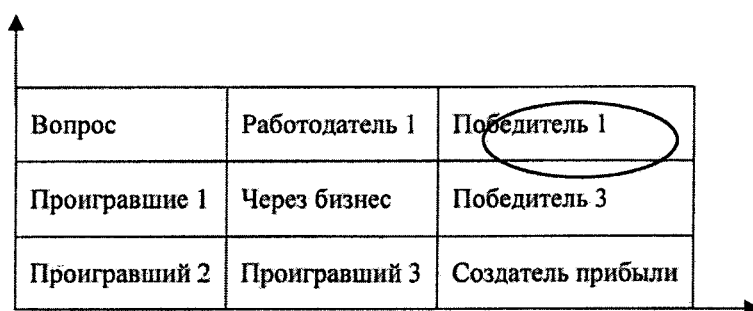 Вопрос Работодатель 1 Победитель 1
Проигравшие 1 Через бизнес Победитель 3
Проигравший 2 Проигравший 3 Создатель прибыли